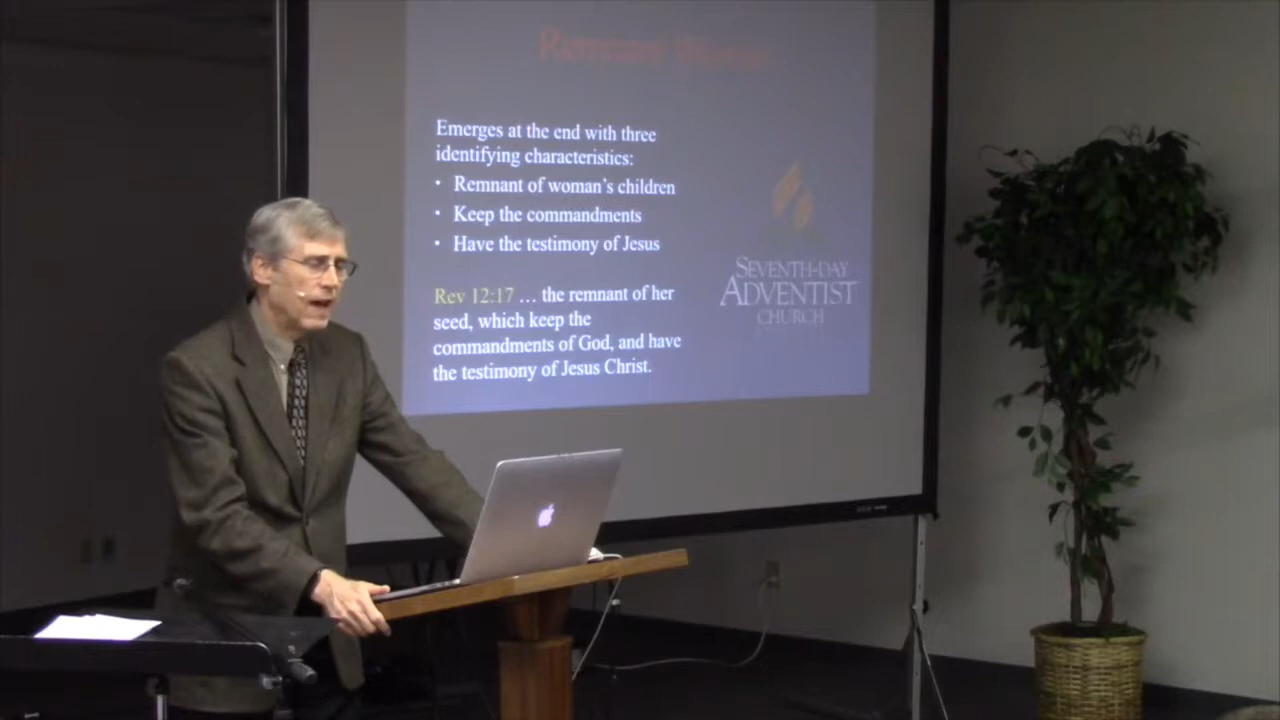 Remnant
Emerges at the end with three
identifying characteristics:
• Remnant of woman's children
• Keep the commandments
• Have the testimony of Jesus
Rev 12:17 … the remnant of her
seed, which keep the
commandments of God, and have
the testimony of Jesus Christ.
SEVENTH-DAY
ADVENTIST
CHURCH